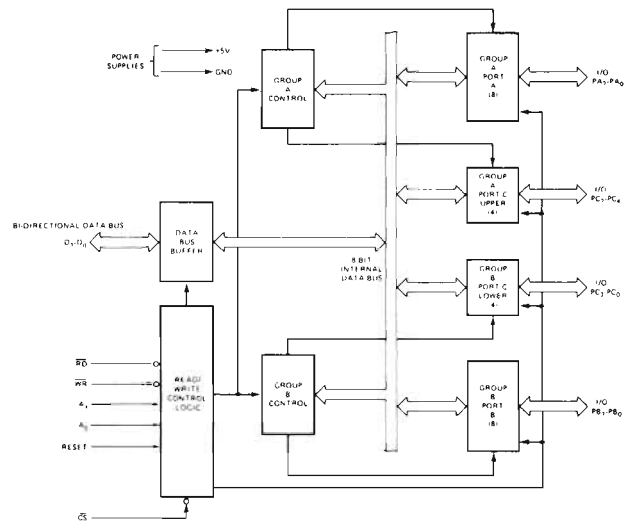 POWER
SUPPLIES
+5V
GND
GROUP
A
CONTROL
GROUP
A
PORT
A
(8)
I/O
PA7-PA0
GROUP
A
PORT C
UPPER
(4)
I/O
PC7-PC4
BI-DIRECTIONAL DATA BUS
D7-D0
DATA
BUS
BUFFER
8 BIT
INTERNAL
DATA BUS
GROUP
B
PORT C
LOWER
(4)
I/O
PC3-PC0
RD
WR
A1
A0
RESET
READ/
WRITE
CONTROL
LOGIC
GROUP
B
CONTROL
GROUP
B
PORT
B
(8)
I/O
PB7-PB0
CS